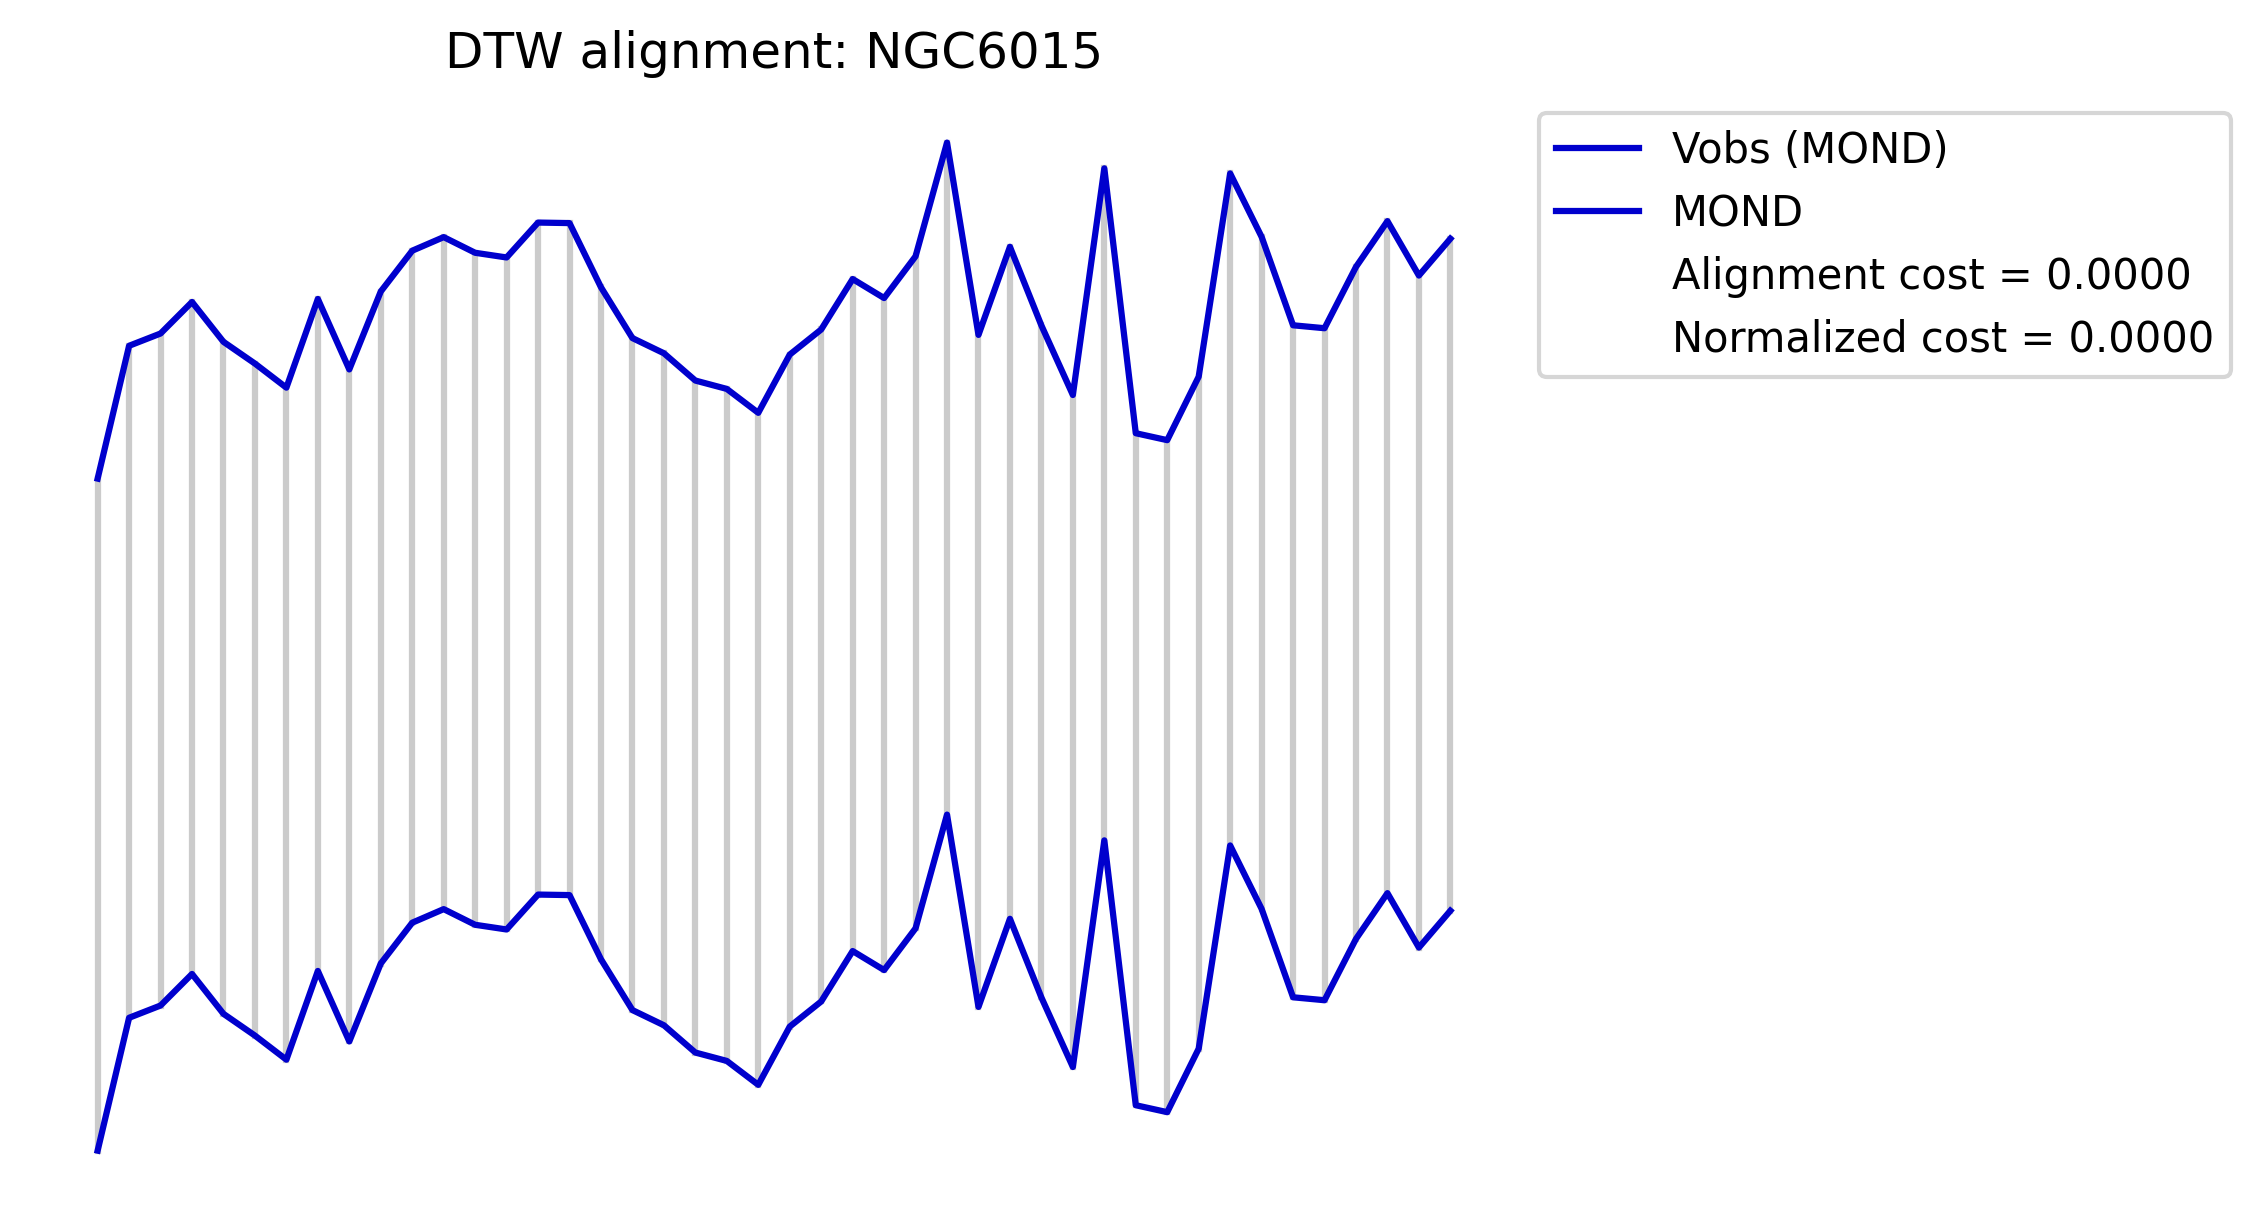 DTW alignment: NGC6015
Vobs (MOND)
MOND
Alignment cost = 0.0000
Normalized cost = 0.0000